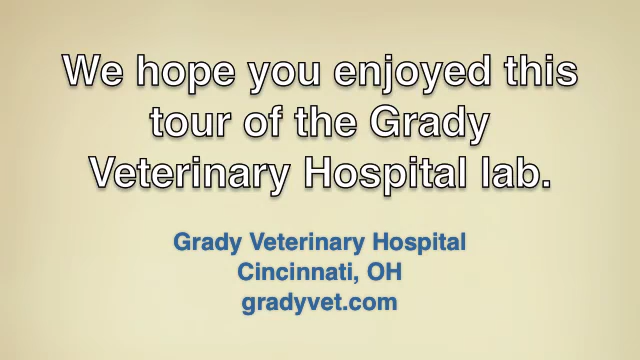 We hope you enjoyed this
tour of the Grady
Veterinary Hospital lab.
Grady Veterinary Hospital
Cincinnati, OH
gradyvet.com